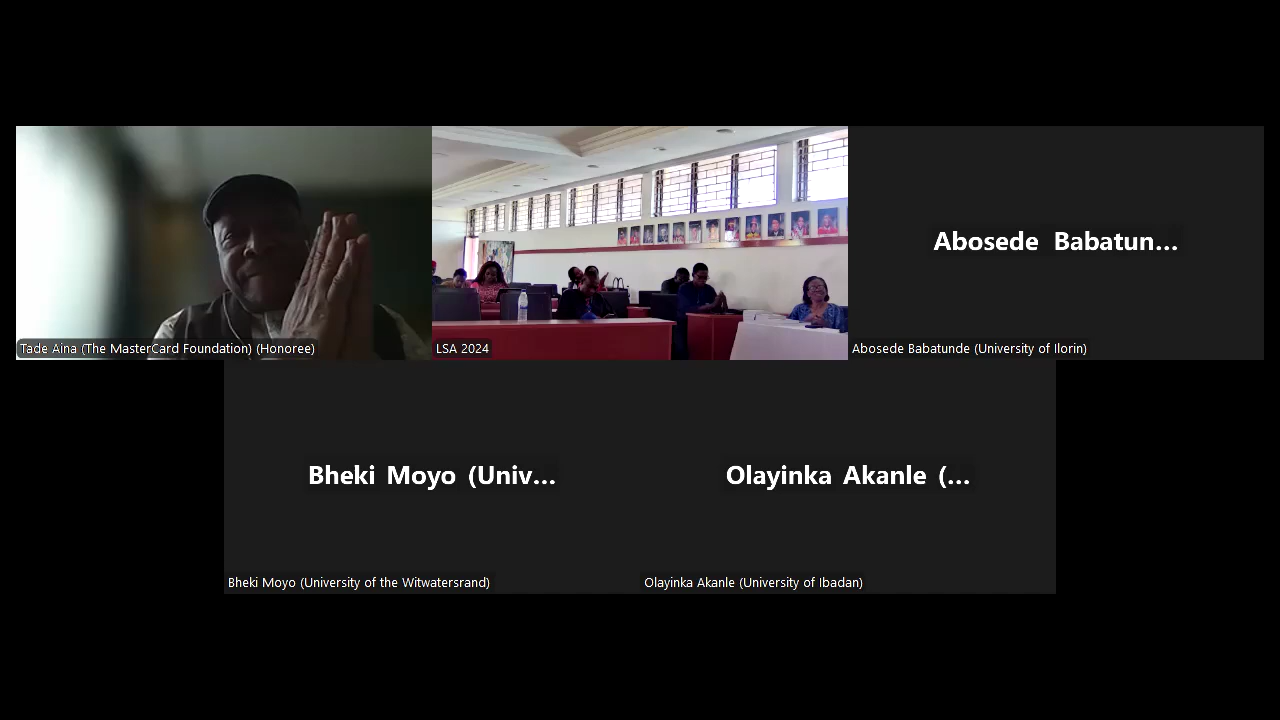 Abosede Babatun...
Tade Aina (The MasterCard Foundation) (Honoree)
LSA 2024
Abosede Babatunde (University of Ilorin)
Bheki Moyo (Univ...
Olayinka Akanle (...
Bheki Moyo (University of the Witwatersrand)
Olayinka Akanle (University of Ibadan)